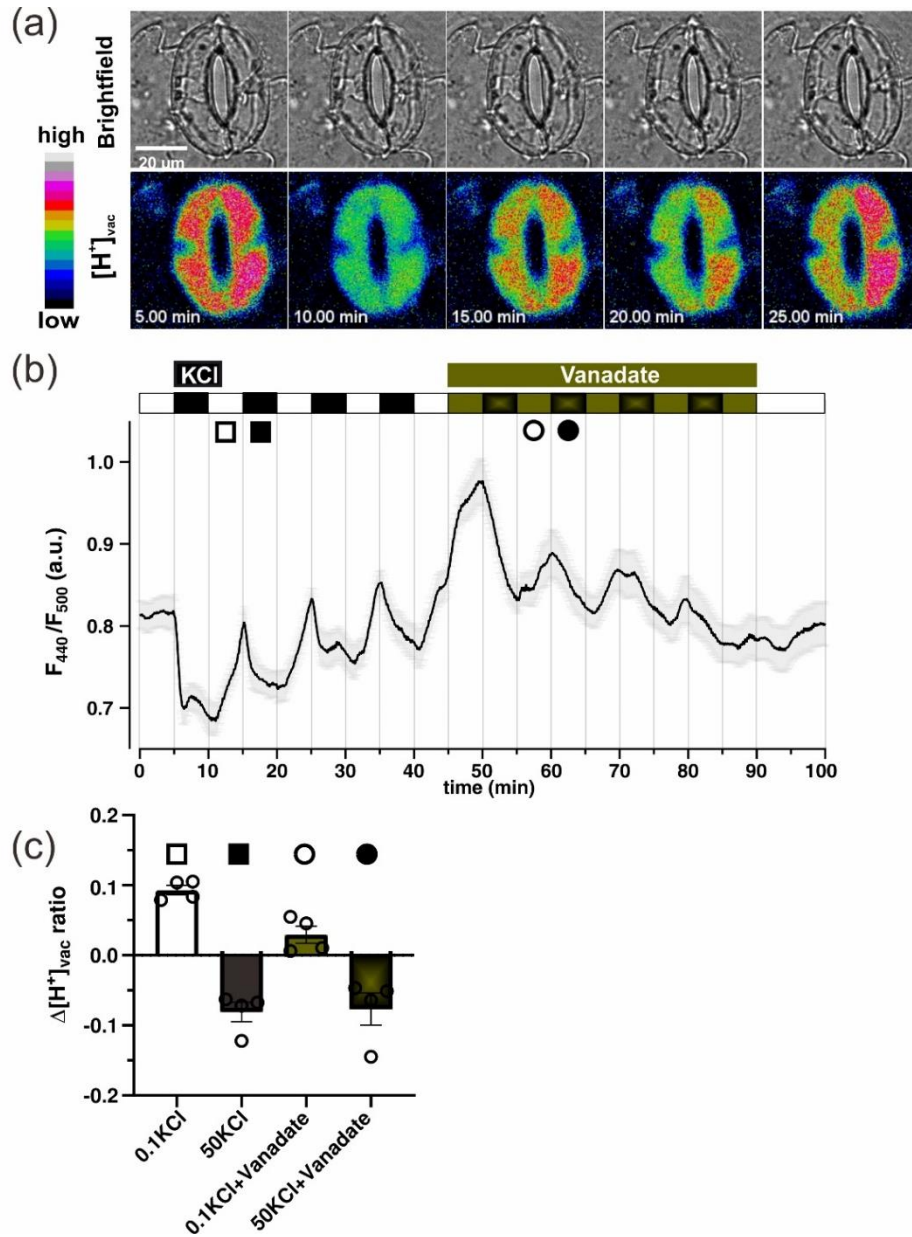 (a)
Brightfield
high
20 um
[H⁺]vac
low
5.00 min
10.00 min
15.00 min
20.00 min
25.00 min
(b)
KCl
Vanadate
1.0
0.9
0.8
0.7
F440/F500 (a.u.)
0 10 20 30 40 50 60 70 80 90 100
time (min)
(c)
0.2
0.1
0.0
-0.1
-0.2
Δ[H⁺]vac ratio
0.1KCl
50KCl
0.1KCl+Vanadate
50KCl+Vanadate